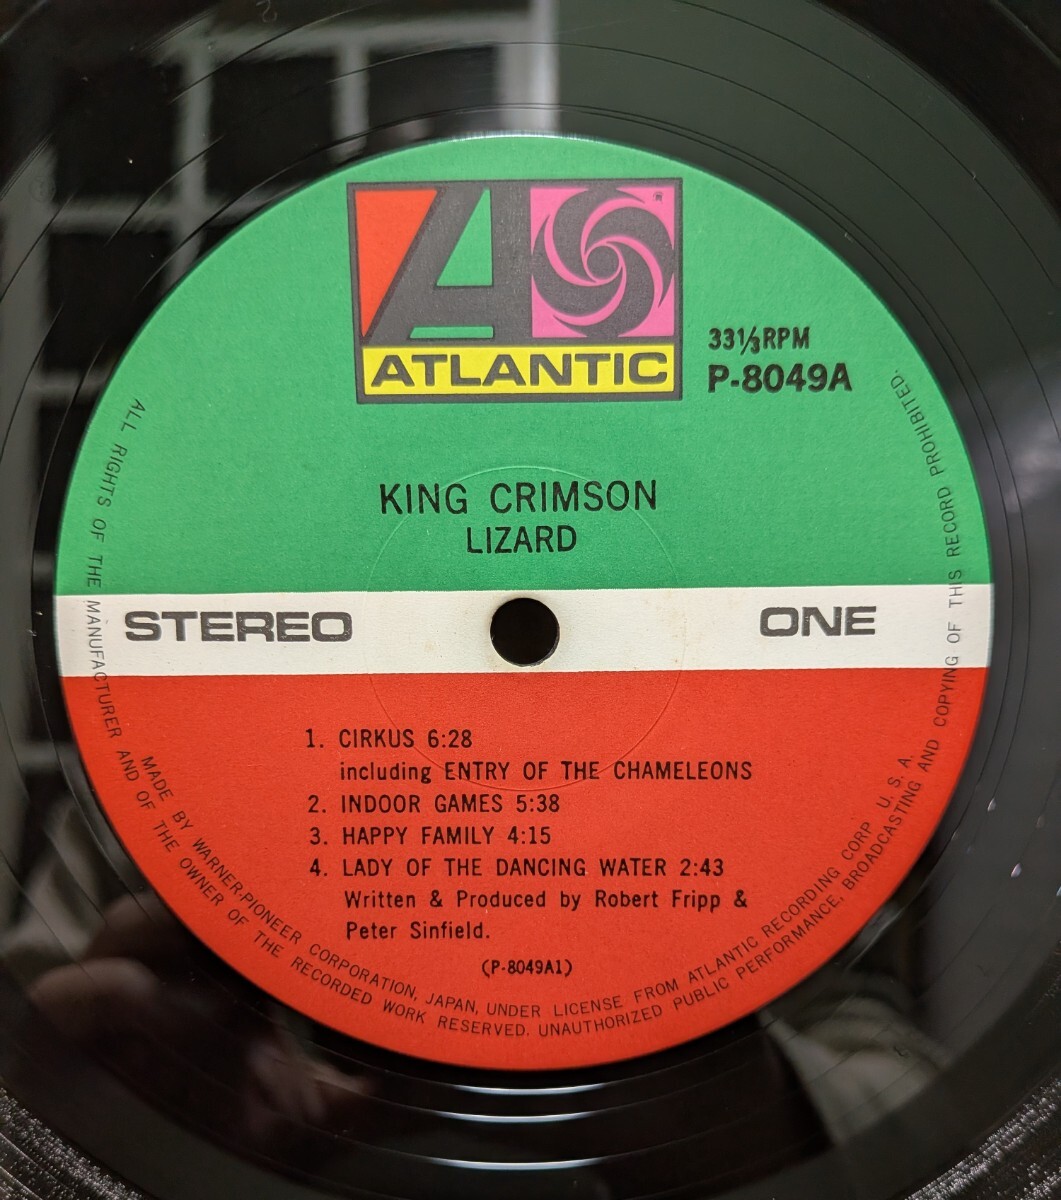 ATLANTIC
®
33⅓RPM
P-8049A
KING CRIMSON
LIZARD
STEREO
ONE
1. CIRKUS 6:28
including ENTRY OF THE CHAMELEONS
2. INDOOR GAMES 5:38
3. HAPPY FAMILY 4:15
4. LADY OF THE DANCING WATER 2:43
Written & Produced by Robert Fripp &
Peter Sinfield.
(P-8049A1)
MADE BY WARNER-PIONEER CORPORATION, JAPAN, UNDER LICENSE FROM ATLANTIC RECORDING CORP U. S. A.
ALL RIGHTS OF THE MANUFACTURER AND OF THE OWNER OF THE RECORDED WORK RESERVED. UNAUTHORIZED PUBLIC PERFORMANCE, BROADCASTING AND COPYING OF THIS RECORD PROHIBITED.